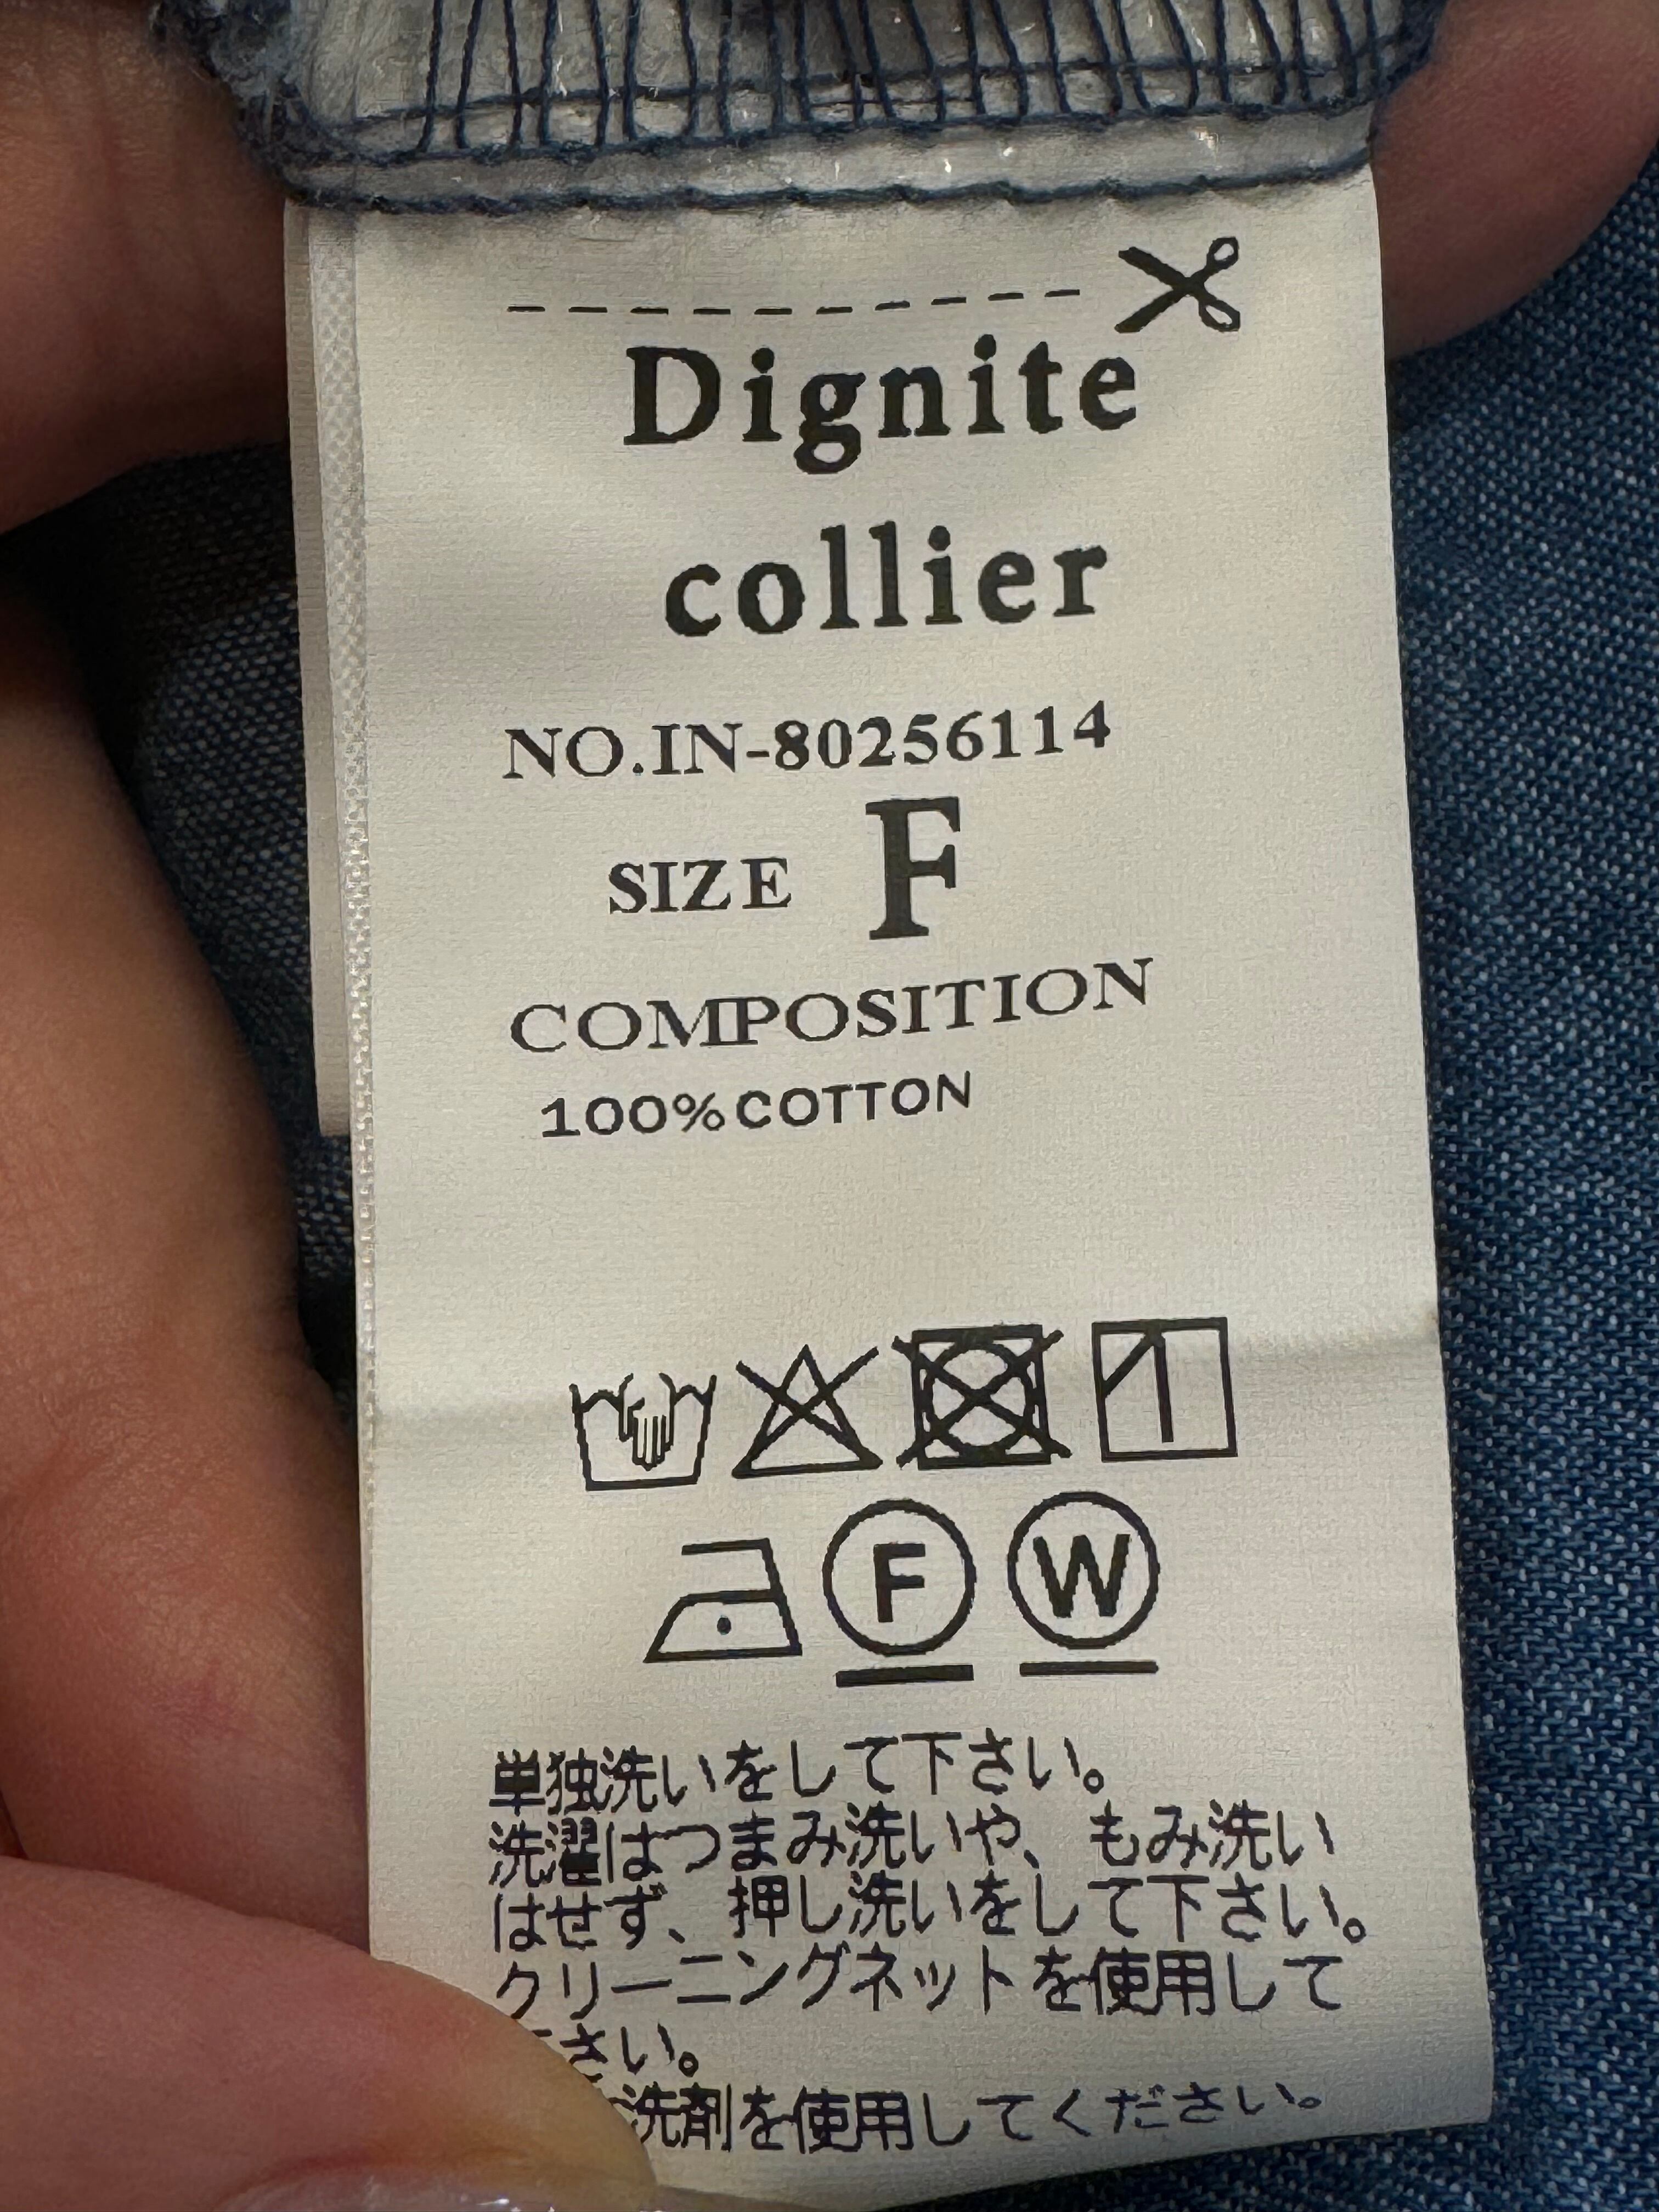 Dignite
collier
NO.IN-80256114
SIZE F
COMPOSITION
100%COTTON
F W
単独洗いをして下さい。
洗濯はつまみ洗いや、もみ洗い
はせず、押し洗いをして下さい。
クリーニングネットを使用して
さい。
洗剤を使用してください。